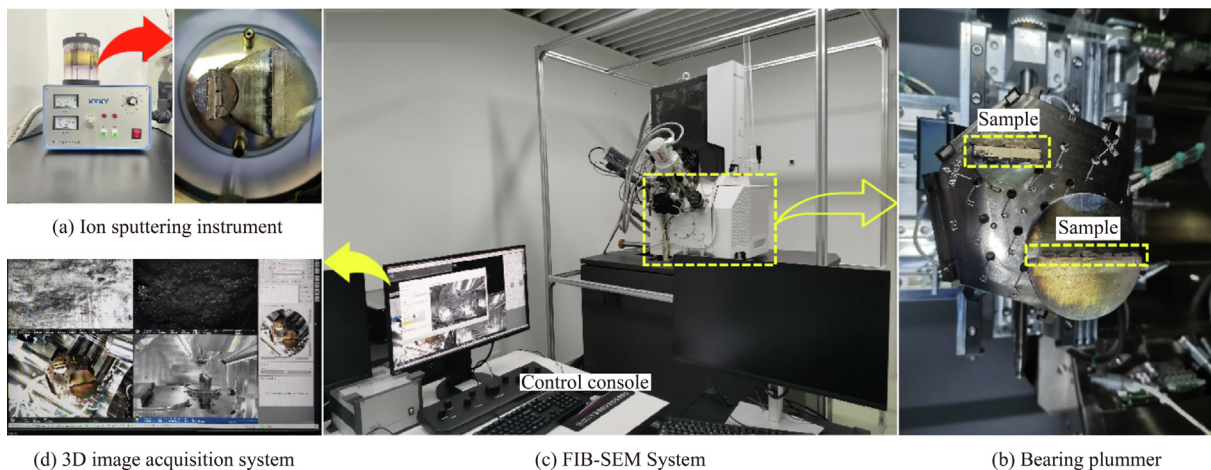 KYKY
Sample
Sample
Control console
(a) Ion sputtering instrument
(d) 3D image acquisition system
(c) FIB-SEM System
(b) Bearing plummer